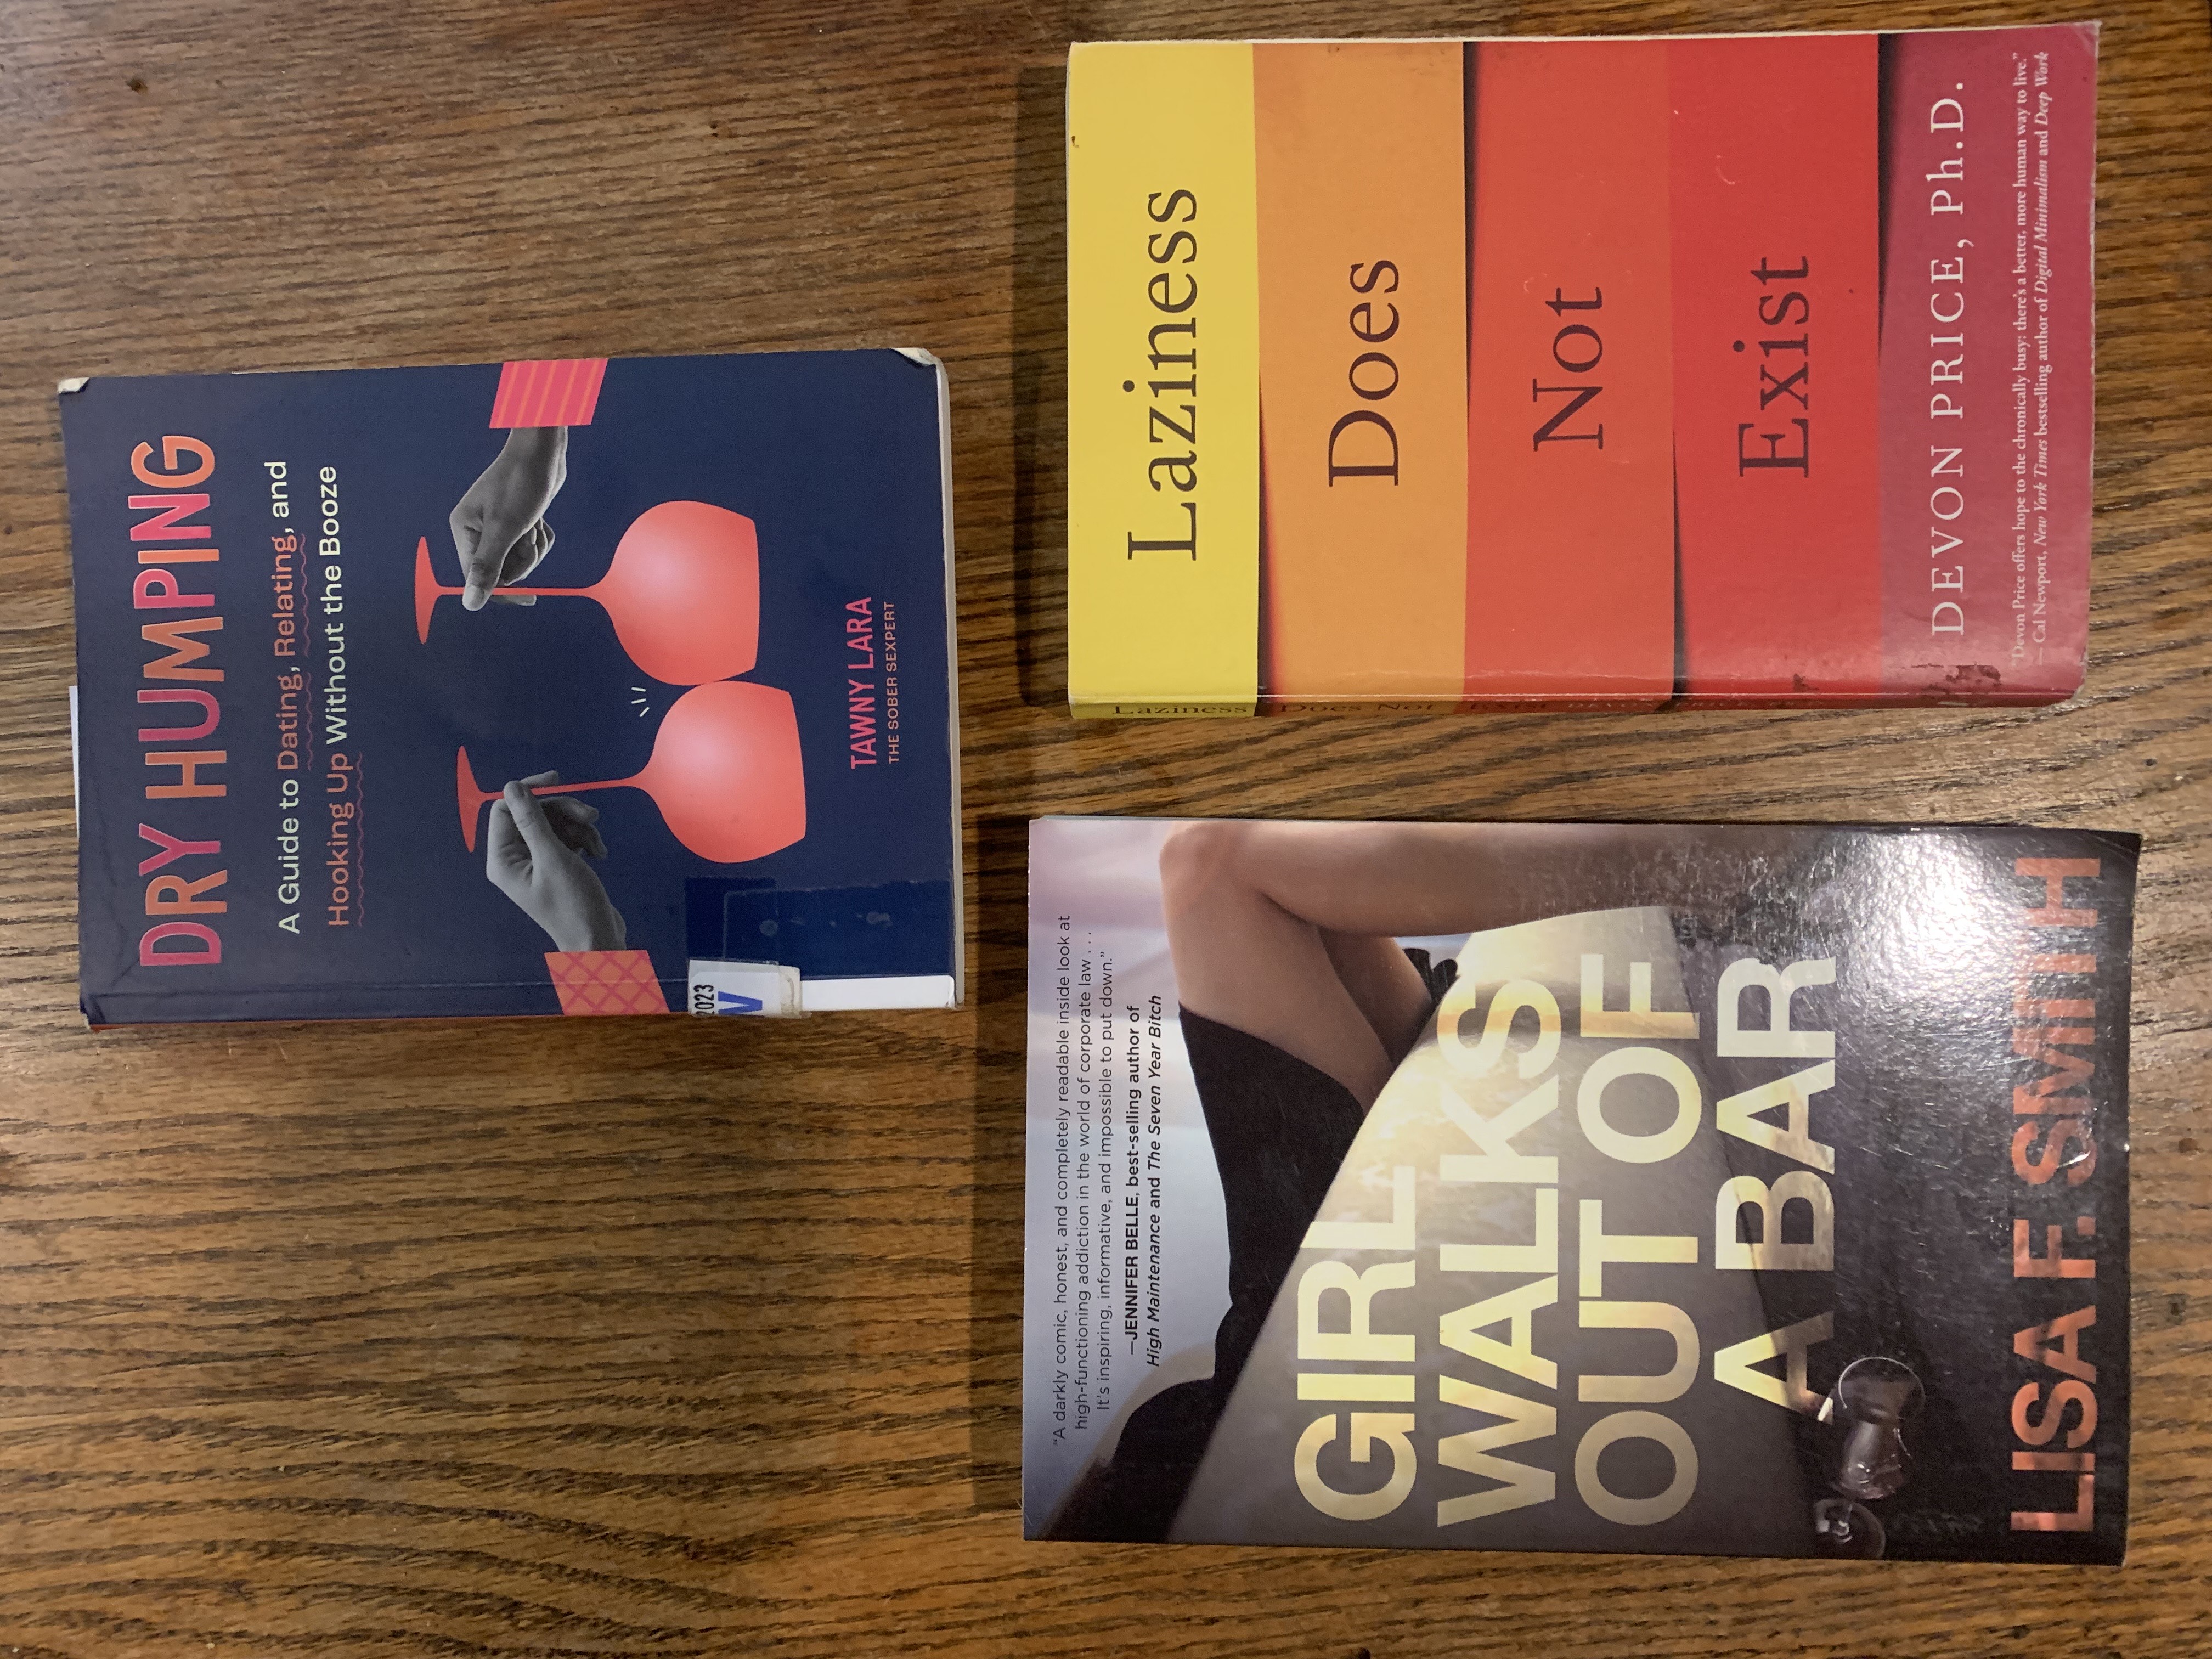 DRY HUMPING
A Guide to Dating, Relating, and
Hooking Up Without the Booze
TAWNY LARA
THE SOBER SEXPERT
2023
"A darkly comic, honest, and completely readable inside look at
high-functioning addiction in the world of corporate law . . .
It's inspiring, informative, and impossible to put down."
—JENNIFER BELLE, best-selling author of
High Maintenance and The Seven Year Bitch
GIRL
WALKS
OUT OF
A BAR
LISA F. SMITH
Laziness
Does
Not
Exist
DEVON PRICE, Ph.D.
"Devon Price offers hope to the chronically busy: there's a better, more human way to live."
— Cal Newport, New York Times bestselling author of Digital Minimalism and Deep Work
Laziness Does Not